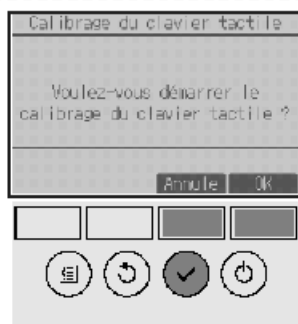 Calibrage du clavier tactile
Voulez-vous démarrer le
calibrage du clavier tactile ?
Annule OK